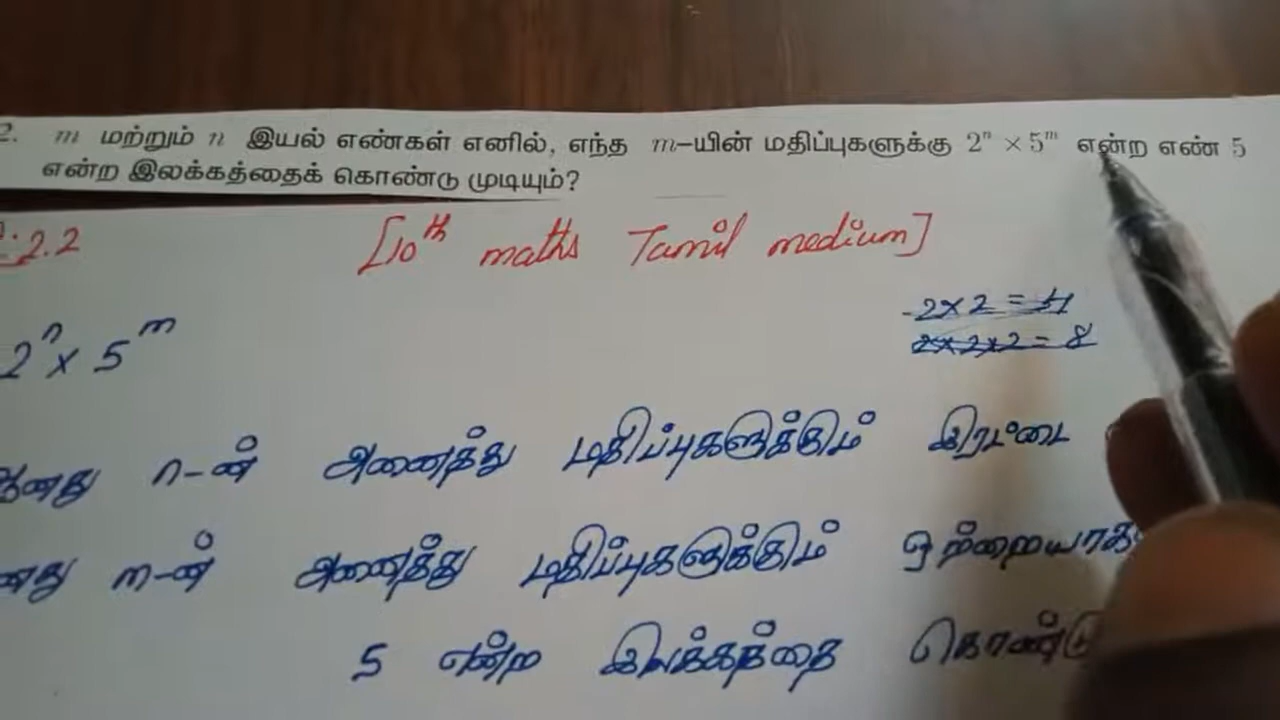 2. m மற்றும் n இயல் எண்கள் எனில், எந்த m-யின் மதிப்புகளுக்கு 2ⁿ × 5ᵐ என்ற எண் 5
என்ற இலக்கத்தைக் கொண்டு முடியும்?
2.2 [10th maths Tamil medium]
2×2 = 4
2×2×2 = 8
2ⁿ × 5ᵐ
n-ன் அனைத்து மதிப்புகளுக்கும் இரட்டை
m-ன் அனைத்து மதிப்புகளுக்கும் ஒற்றையாக
5 என்ற இலக்கத்தை கொண்டு